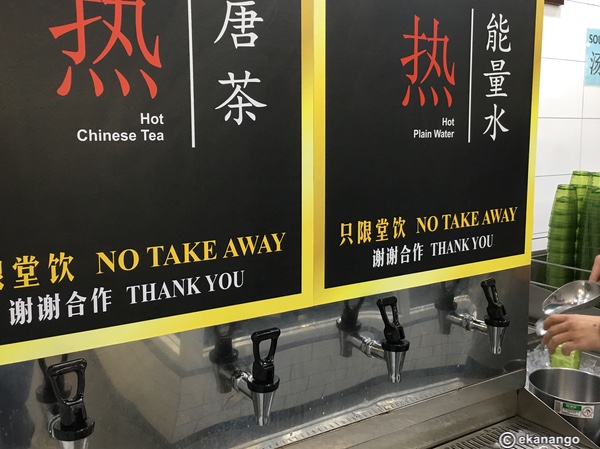 热
唐茶
Hot
Chinese Tea
限堂饮 NO TAKE AWAY
谢谢合作 THANK YOU
热
能量水
Hot
Plain Water
只限堂饮 NO TAKE AWAY
谢谢合作 THANK YOU
SOU
汤
© ekanango